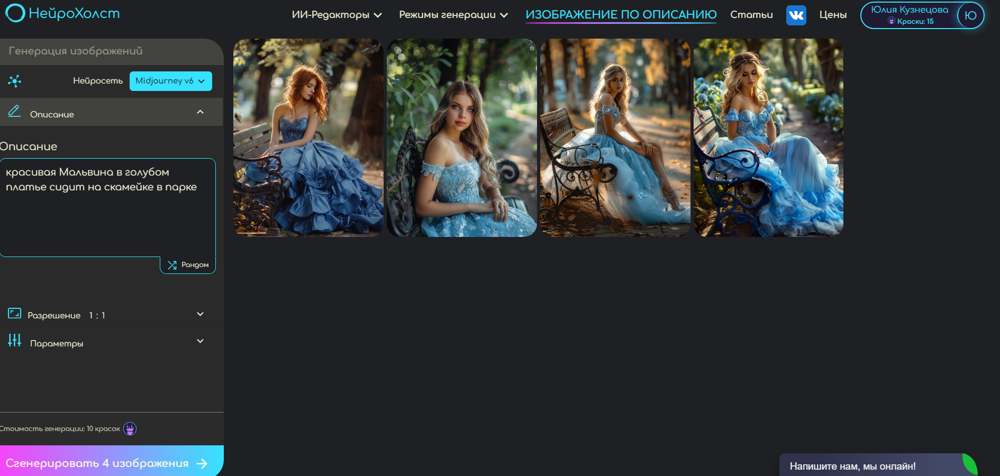 НейроХолст
ИИ-Редакторы
Режимы генерации
ИЗОБРАЖЕНИЕ ПО ОПИСАНИЮ
Статьи
Цены
Юлия Кузнецова
Краски: 15
Ю
Генерация изображений
Нейросеть
Midjourney v6
Описание
Описание
красивая Мальвина в голубом
платье сидит на скамейке в парке
Рандом
Разрешение 1 : 1
Параметры
Стоимость генерации: 10 красок
Сгенерировать 4 изображения
Напишите нам, мы онлайн!